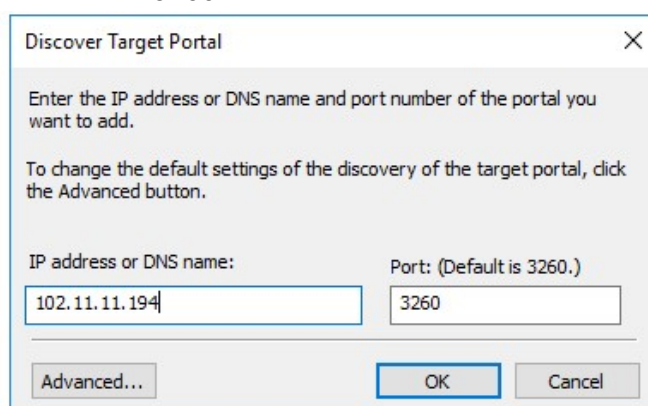 Discover Target Portal
Enter the IP address or DNS name and port number of the portal you
want to add.
To change the default settings of the discovery of the target portal, click
the Advanced button.
IP address or DNS name:
Port: (Default is 3260.)
102.11.11.194
3260
Advanced...
OK
Cancel